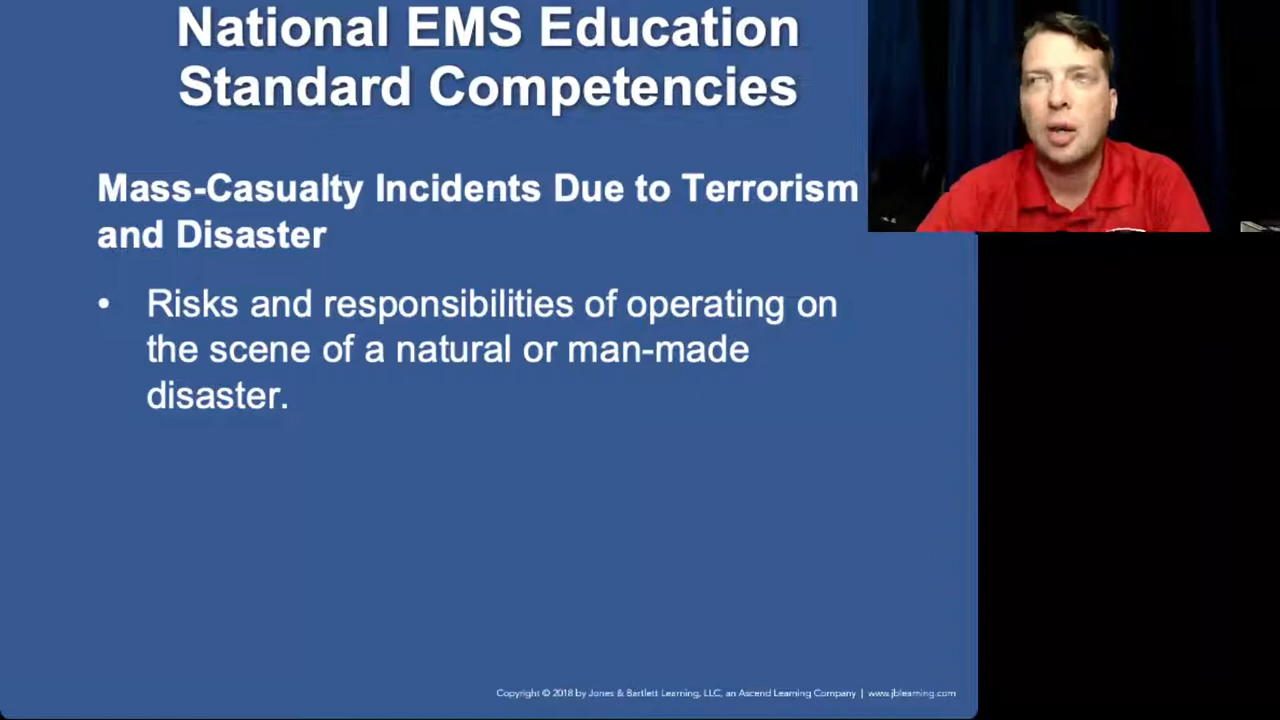 National EMS Education
Standard Competencies
Mass-Casualty Incidents Due to Terrorism
and Disaster
• Risks and responsibilities of operating on
the scene of a natural or man-made
disaster.
Copyright © 2018 by Jones & Bartlett Learning, LLC, an Ascend Learning Company | www.jblearning.com